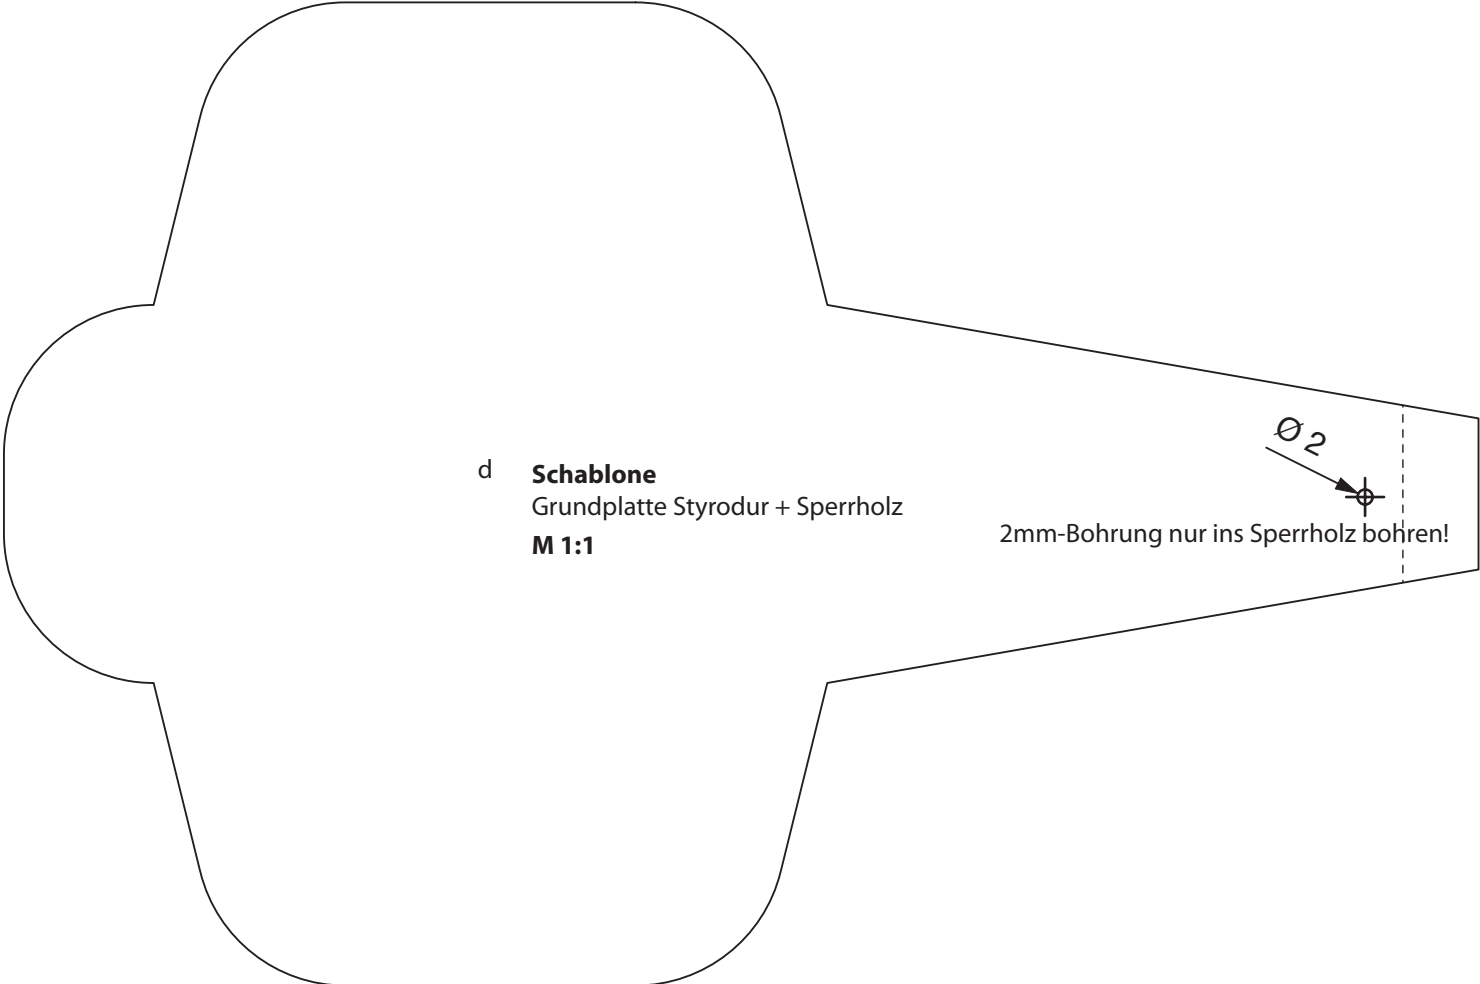 d
Schablone
Grundplatte Styrodur + Sperrholz
M 1:1
Ø 2
2mm-Bohrung nur ins Sperrholz bohren!